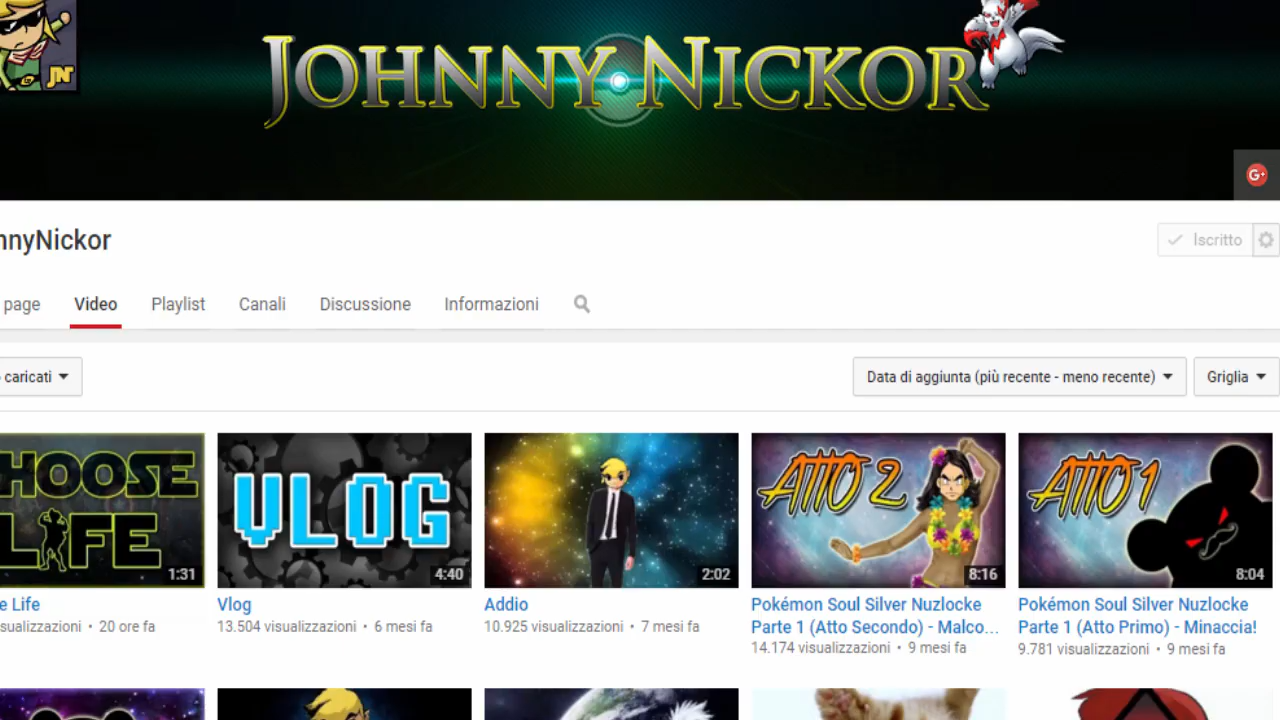 JN
JOHNNY NICKOR
G+
nnyNickor
Iscritto
page
Video
Playlist
Canali
Discussione
Informazioni
caricati
Data di aggiunta (più recente - meno recente)
Griglia
HOOSE
LIFE
1:31
VLOG
4:40
2:02
ATTO 2
8:16
ATTO 1
8:04
e Life
sualizzazioni • 20 ore fa
Vlog
13.504 visualizzazioni • 6 mesi fa
Addio
10.925 visualizzazioni • 7 mesi fa
Pokémon Soul Silver Nuzlocke
Parte 1 (Atto Secondo) - Malco...
14.174 visualizzazioni • 9 mesi fa
Pokémon Soul Silver Nuzlocke
Parte 1 (Atto Primo) - Minaccia!
9.781 visualizzazioni • 9 mesi fa